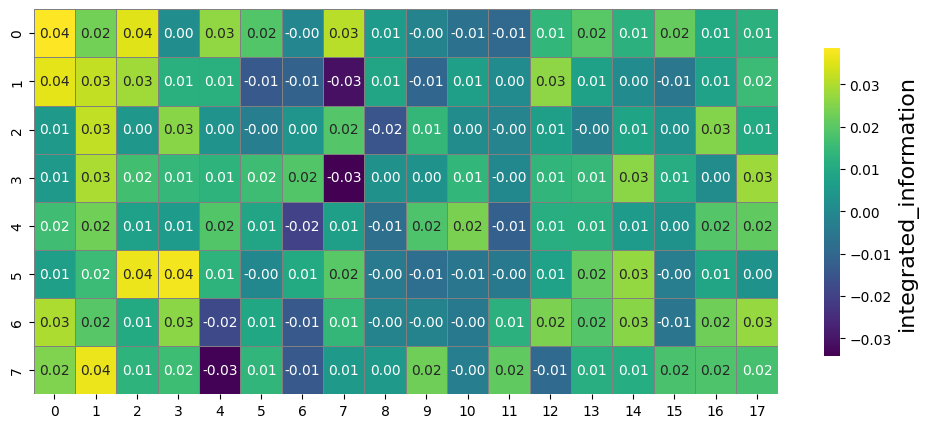 0 0.04 0.02 0.04 0.00 0.03 0.02 -0.00 0.03 0.01 -0.00 -0.01 -0.01 0.01 0.02 0.01 0.02 0.01 0.01
1 0.04 0.03 0.03 0.01 0.01 -0.01 -0.01 -0.03 0.01 -0.01 0.01 0.00 0.03 0.01 0.00 -0.01 0.01 0.02
2 0.01 0.03 0.00 0.03 0.00 -0.00 0.00 0.02 -0.02 0.01 0.00 -0.00 0.01 -0.00 0.01 0.00 0.03 0.01
3 0.01 0.03 0.02 0.01 0.01 0.02 0.02 -0.03 0.00 0.00 0.01 -0.00 0.01 0.01 0.03 0.01 0.00 0.03
4 0.02 0.02 0.01 0.01 0.02 0.01 -0.02 0.01 -0.01 0.02 0.02 -0.01 0.01 0.01 0.01 0.00 0.02 0.02
5 0.01 0.02 0.04 0.04 0.01 -0.00 0.01 0.02 -0.00 -0.01 -0.01 -0.00 0.01 0.02 0.03 -0.00 0.01 0.00
6 0.03 0.02 0.01 0.03 -0.02 0.01 -0.01 0.01 -0.00 -0.00 -0.00 0.01 0.02 0.02 0.03 -0.01 0.02 0.03
7 0.02 0.04 0.01 0.02 -0.03 0.01 -0.01 0.01 0.00 0.02 -0.00 0.02 -0.01 0.01 0.01 0.02 0.02 0.02
0 1 2 3 4 5 6 7 8 9 10 11 12 13 14 15 16 17
0.03
0.02
0.01
0.00
−0.01
−0.02
−0.03
integrated_information